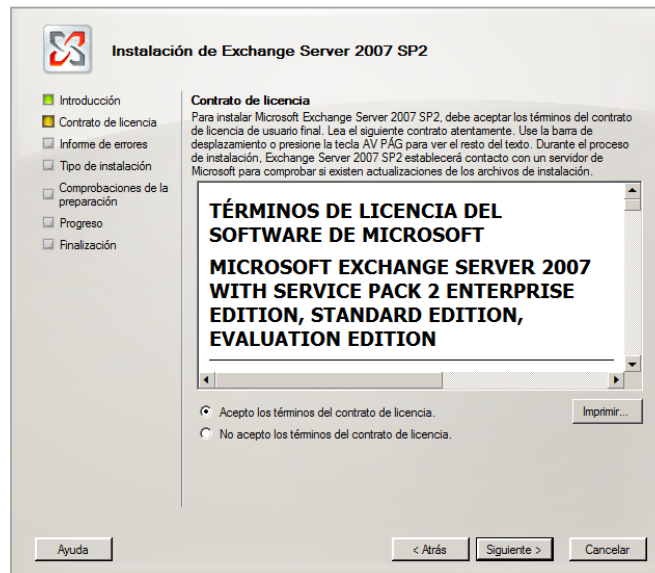 Instalación de Exchange Server 2007 SP2
Introducción
Contrato de licencia
Informe de errores
Tipo de instalación
Comprobaciones de la
preparación
Progreso
Finalización
Contrato de licencia
Para instalar Microsoft Exchange Server 2007 SP2, debe aceptar los términos del contrato
de licencia de usuario final. Lea el siguiente contrato atentamente. Use la barra de
desplazamiento o presione la tecla AV PÁG para ver el resto del texto. Durante el proceso
de instalación, Exchange Server 2007 SP2 establecerá contacto con un servidor de
Microsoft para comprobar si existen actualizaciones de los archivos de instalación.
TÉRMINOS DE LICENCIA DEL
SOFTWARE DE MICROSOFT
MICROSOFT EXCHANGE SERVER 2007
WITH SERVICE PACK 2 ENTERPRISE
EDITION, STANDARD EDITION,
EVALUATION EDITION
Acepto los términos del contrato de licencia.
Imprimir...
No acepto los términos del contrato de licencia.
Ayuda
< Atrás
Siguiente >
Cancelar